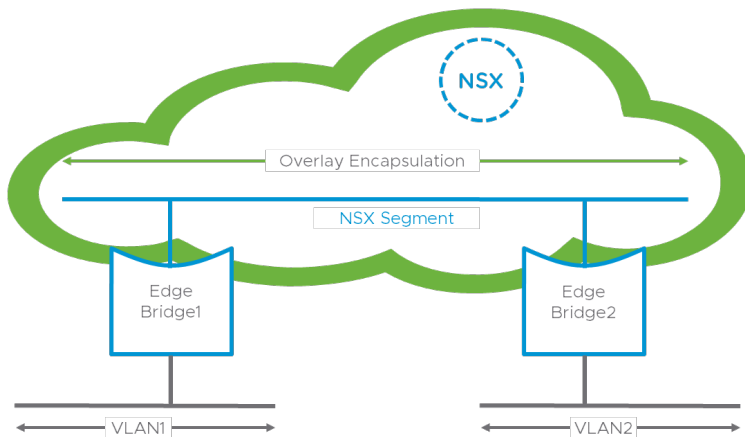 NSX
Overlay Encapsulation
NSX Segment
Edge
Bridge1
Edge
Bridge2
VLAN1
VLAN2